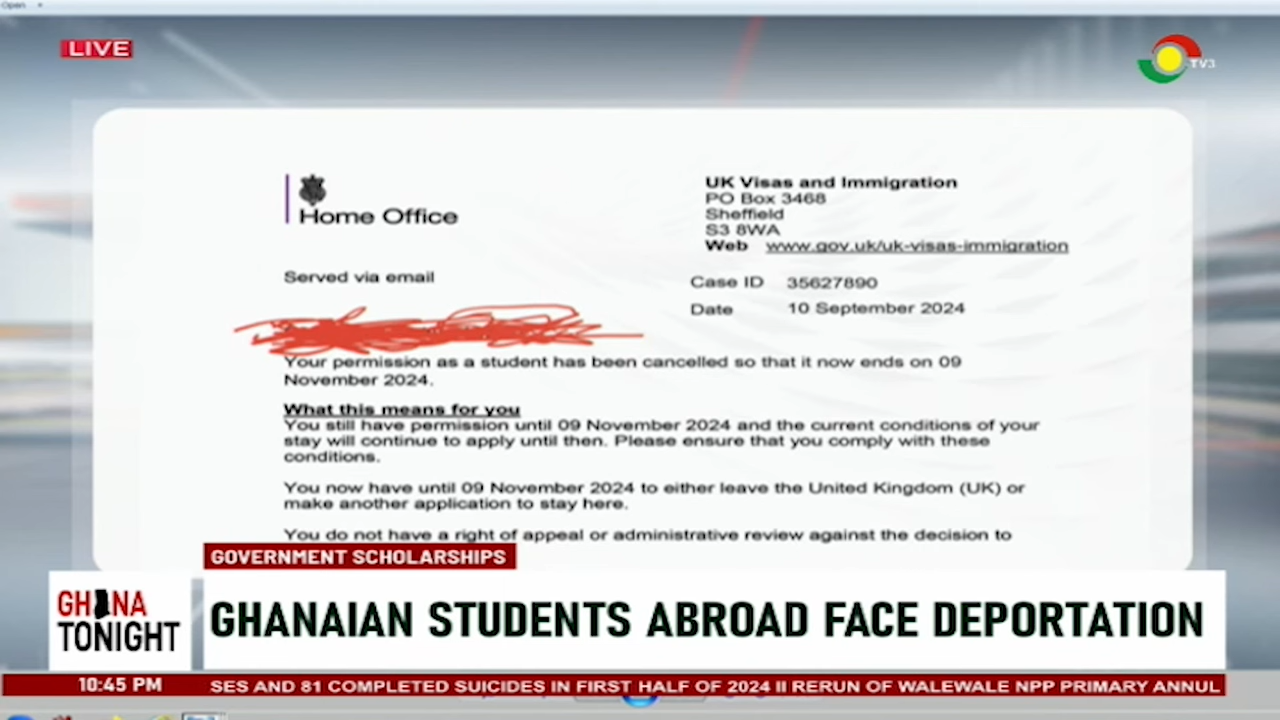 Open
LIVE
TV3
Home Office
UK Visas and Immigration
PO Box 3468
Sheffield
S3 8WA
Web www.gov.uk/uk-visas-immigration
Served via email
Case ID 35627890
Date 10 September 2024
Your permission as a student has been cancelled so that it now ends on 09
November 2024.
What this means for you
You still have permission until 09 November 2024 and the current conditions of your
stay will continue to apply until then. Please ensure that you comply with these
conditions.
You now have until 09 November 2024 to either leave the United Kingdom (UK) or
make another application to stay here.
You do not have a right of appeal or administrative review against the decision to
GOVERNMENT SCHOLARSHIPS
GHANA
TONIGHT
GHANAIAN STUDENTS ABROAD FACE DEPORTATION
10:45 PM
SES AND 81 COMPLETED SUICIDES IN FIRST HALF OF 2024 II RERUN OF WALEWALE NPP PRIMARY ANNUL